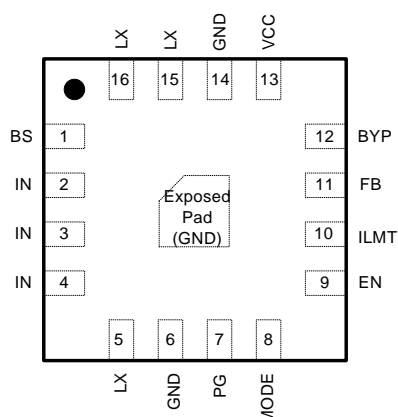 LX LX GND VCC
16 15 14 13
BS 1 12 BYP
IN 2 11 FB
Exposed
Pad
(GND)
IN 3 10 ILMT
IN 4 9 EN
5 6 7 8
LX GND PG MODE